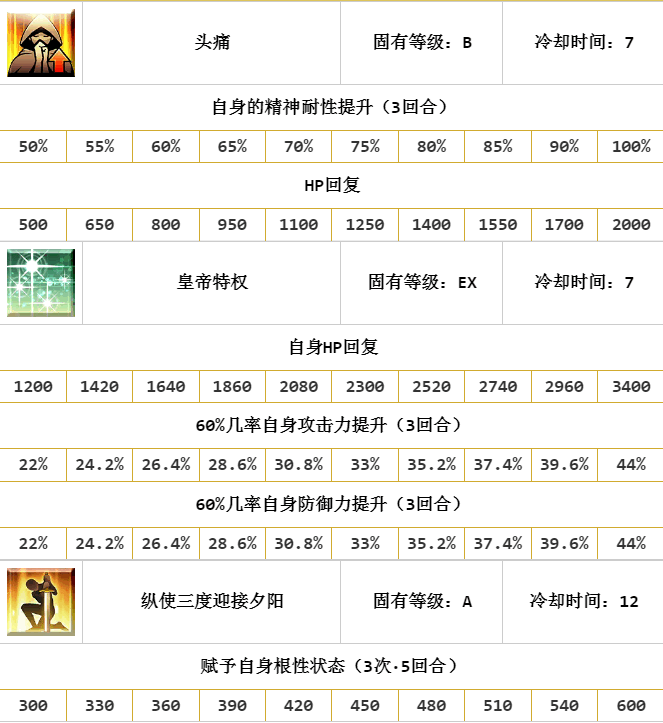 头痛 固有等级：B 冷却时间：7
自身的精神耐性提升（3回合）
50% 55% 60% 65% 70% 75% 80% 85% 90% 100%
HP回复
500 650 800 950 1100 1250 1400 1550 1700 2000
皇帝特权 固有等级：EX 冷却时间：7
自身HP回复
1200 1420 1640 1860 2080 2300 2520 2740 2960 3400
60%几率自身攻击力提升（3回合）
22% 24.2% 26.4% 28.6% 30.8% 33% 35.2% 37.4% 39.6% 44%
60%几率自身防御力提升（3回合）
22% 24.2% 26.4% 28.6% 30.8% 33% 35.2% 37.4% 39.6% 44%
纵使三度迎接夕阳 固有等级：A 冷却时间：12
赋予自身根性状态（3次·5回合）
300 330 360 390 420 450 480 510 540 600